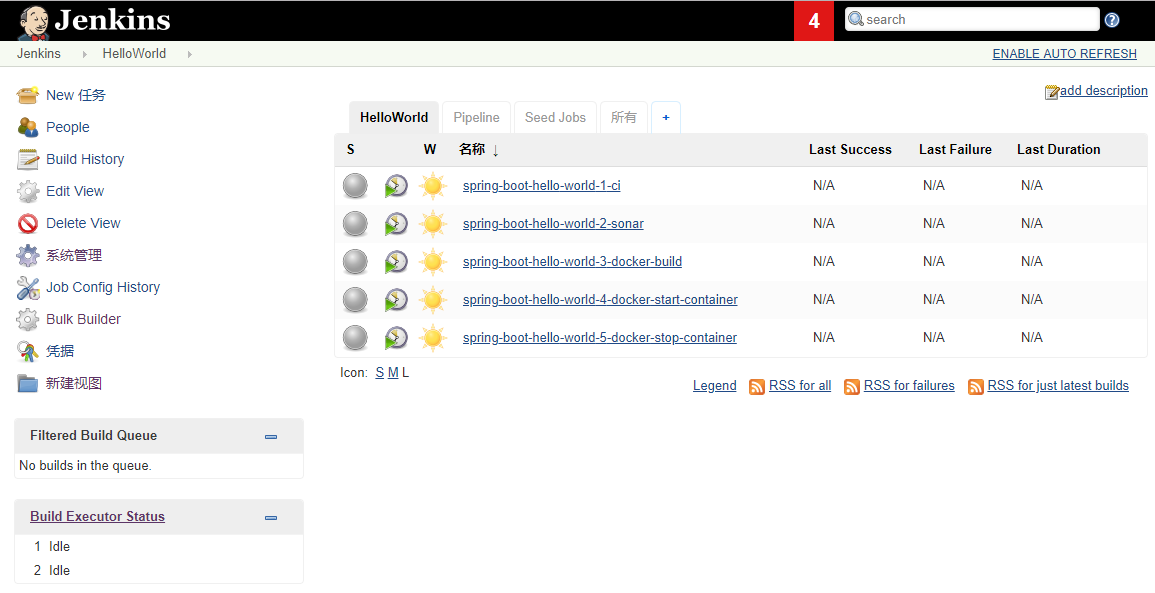 Jenkins
4
search
Jenkins HelloWorld
ENABLE AUTO REFRESH
New 任务
People
Build History
Edit View
Delete View
系统管理
Job Config History
Bulk Builder
凭据
新建视图
Filtered Build Queue
No builds in the queue.
Build Executor Status
1 Idle
2 Idle
add description
HelloWorld Pipeline Seed Jobs 所有 +
S W 名称 ↓ Last Success Last Failure Last Duration
spring-boot-hello-world-1-ci N/A N/A N/A
spring-boot-hello-world-2-sonar N/A N/A N/A
spring-boot-hello-world-3-docker-build N/A N/A N/A
spring-boot-hello-world-4-docker-start-container N/A N/A N/A
spring-boot-hello-world-5-docker-stop-container N/A N/A N/A
Icon: S M L
Legend RSS for all RSS for failures RSS for just latest builds